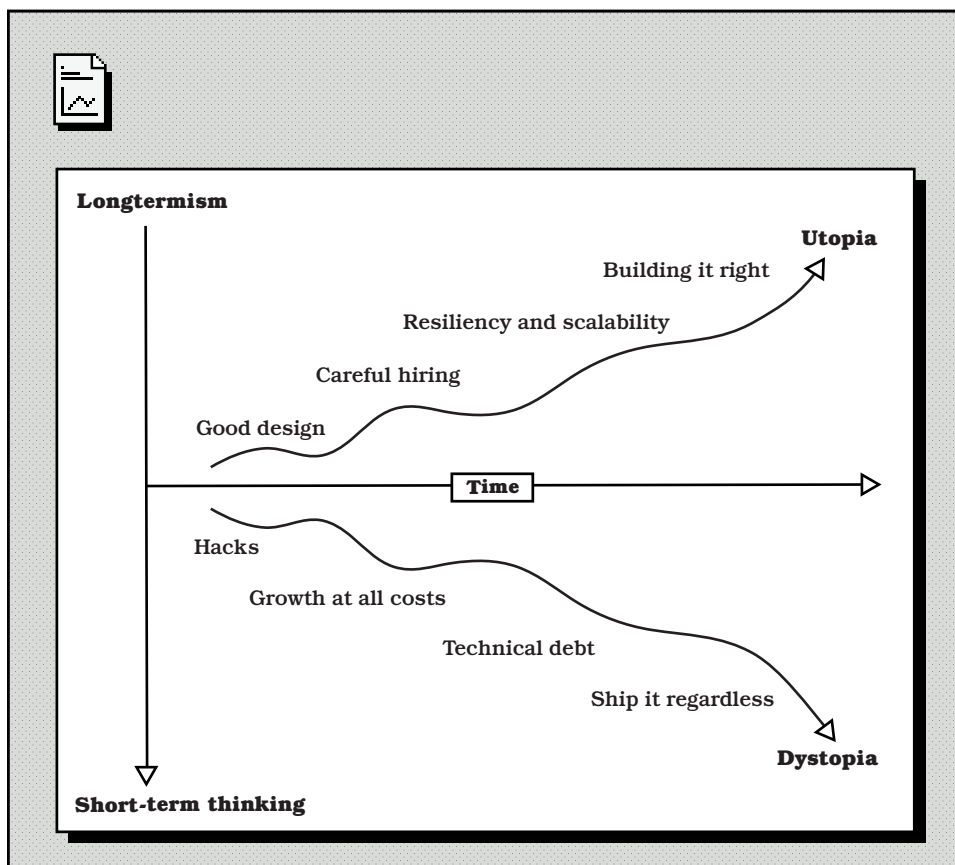 Longtermism
Utopia
Building it right
Resiliency and scalability
Careful hiring
Good design
Time
Hacks
Growth at all costs
Technical debt
Ship it regardless
Dystopia
Short-term thinking